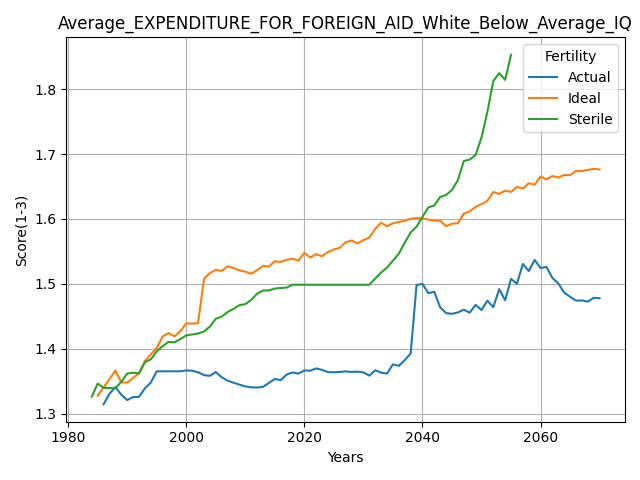 Average_EXPENDITURE_FOR_FOREIGN_AID_White_Below_Average_IQ
Fertility
Actual
Ideal
Sterile
Score(1-3)
1.8
1.7
1.6
1.5
1.4
1.3
1980
2000
2020
2040
2060
Years